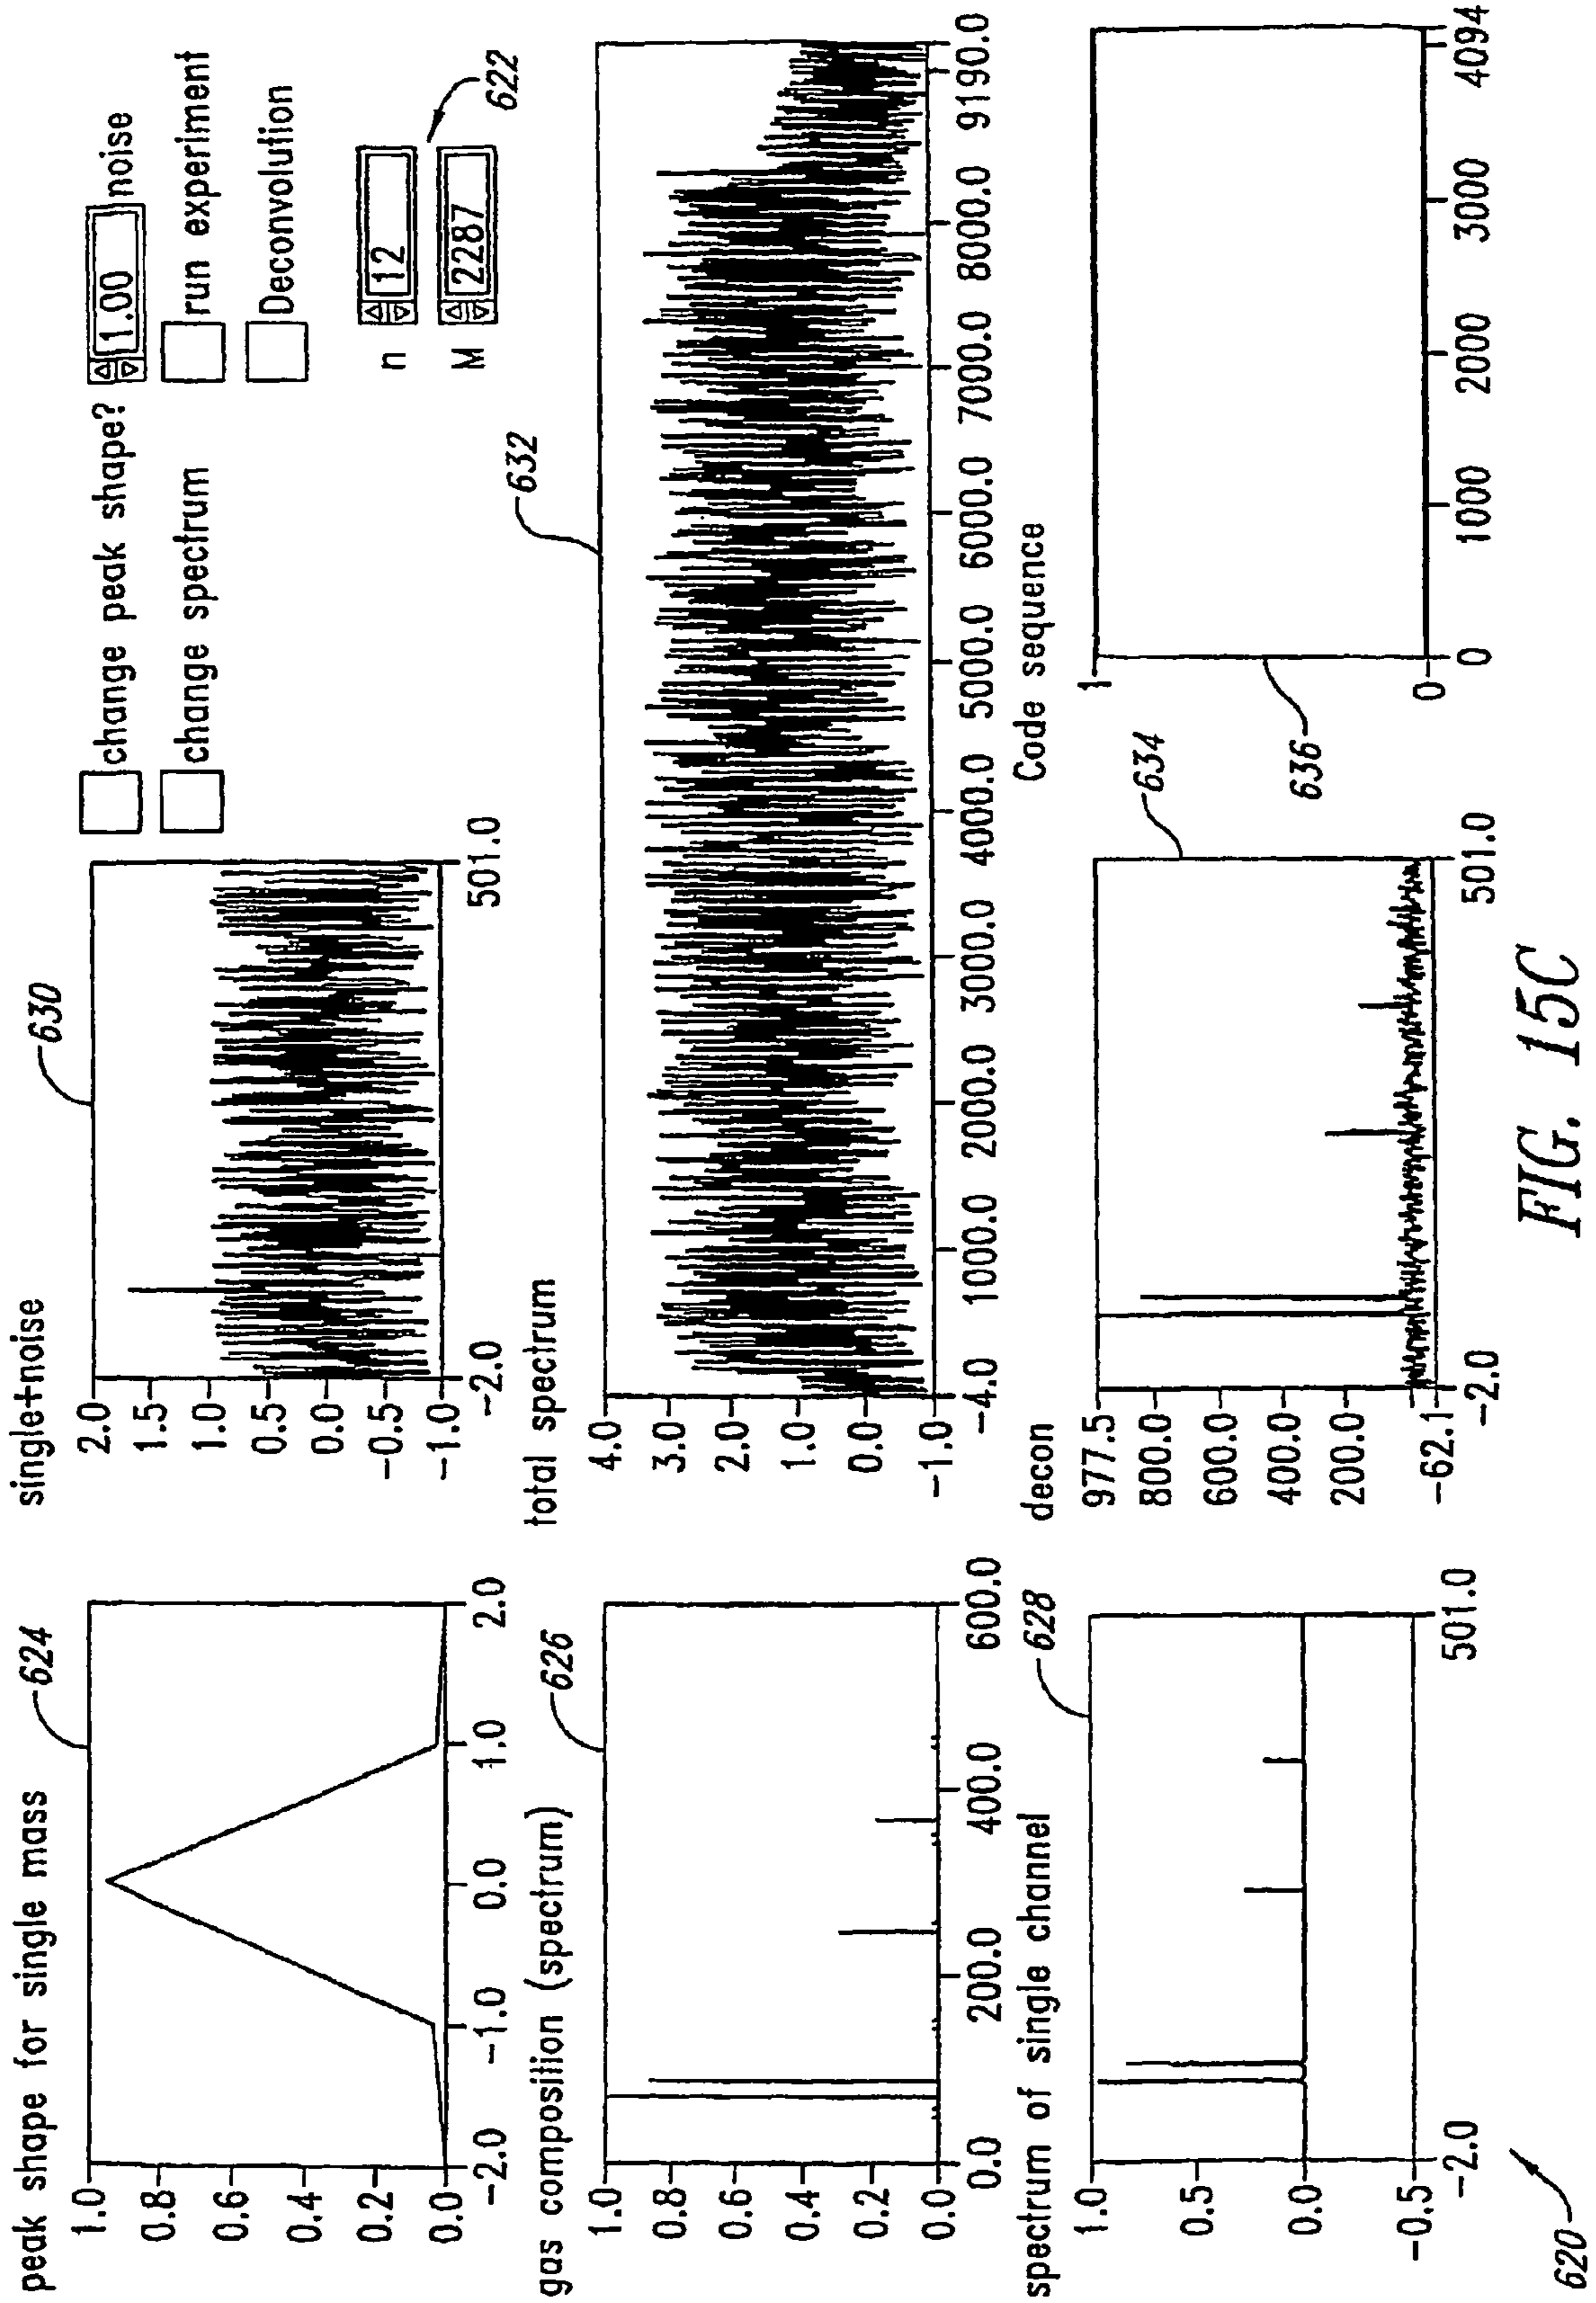 peak shape for single mass
624
1.0
0.8
0.6
0.4
0.2
0.0
-2.0 -1.0 0.0 1.0 2.0
single+noise
630
2.0
1.5
1.0
0.5
0.0
-0.5
-1.0
-2.0 501.0
change peak shape?
1.00 noise
change spectrum
run experiment
Deconvolution
n 12
M 2287
622
gas composition (spectrum)
626
1.0
0.8
0.6
0.4
0.2
0.0
0.0 200.0 400.0 600.0
total spectrum
632
4.0
3.0
2.0
1.0
0.0
-1.0
-4.0 1000.0 2000.0 3000.0 4000.0 5000.0 6000.0 7000.0 8000.0 9190.0
spectrum of single channel
628
1.0
0.5
0.0
-0.5
-2.0 501.0
decon
634
977.5
800.0
600.0
400.0
200.0
-62.1
-2.0 501.0
Code sequence
636
1
0
0 1000 2000 3000 4094
620
FIG. 15C